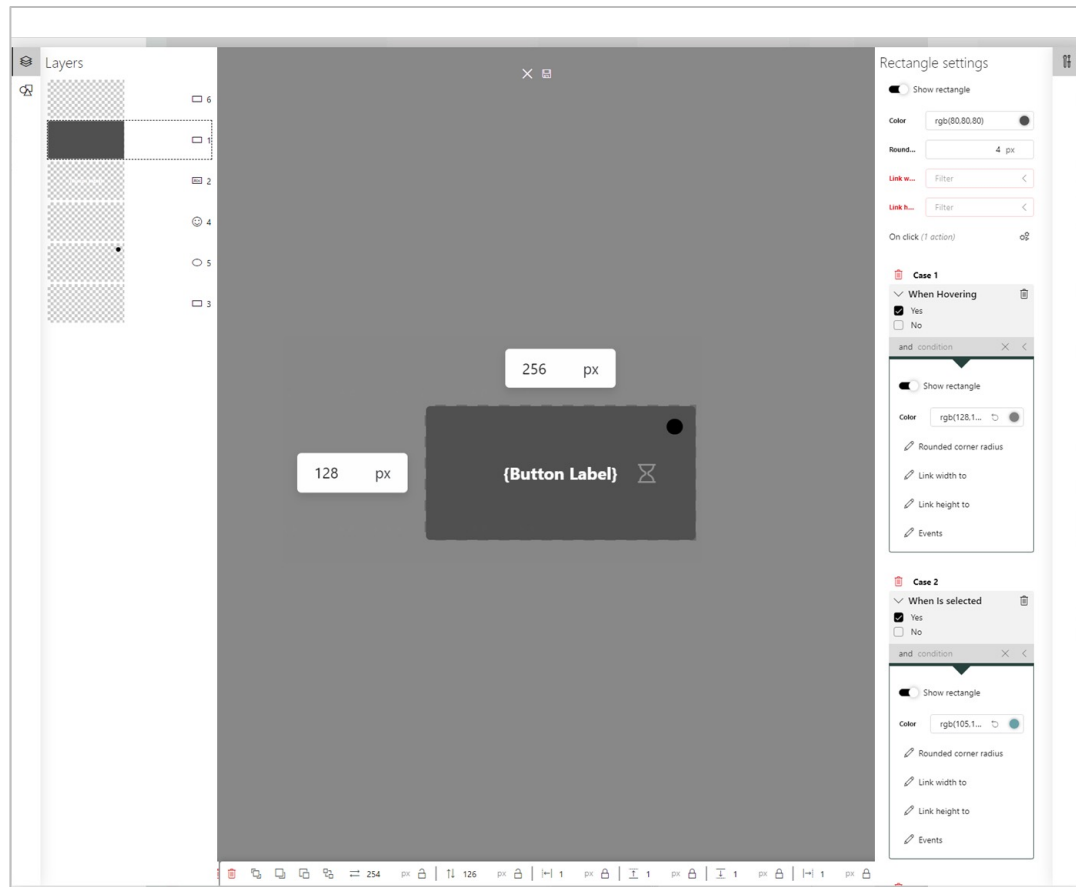 Layers
6
1
2
4
5
3
256 px
128 px
{Button Label}
254 px
126 px
1 px
1 px
1 px
1 px
Rectangle settings
Show rectangle
Color rgb(80,80,80)
Round... 4 px
Link w... Filter
Link h... Filter
On click (1 action)
Case 1
When Hovering
Yes
No
and condition
Show rectangle
Color rgb(128,1...
Rounded corner radius
Link width to
Link height to
Events
Case 2
When Is selected
Yes
No
and condition
Show rectangle
Color rgb(105,1...
Rounded corner radius
Link width to
Link height to
Events